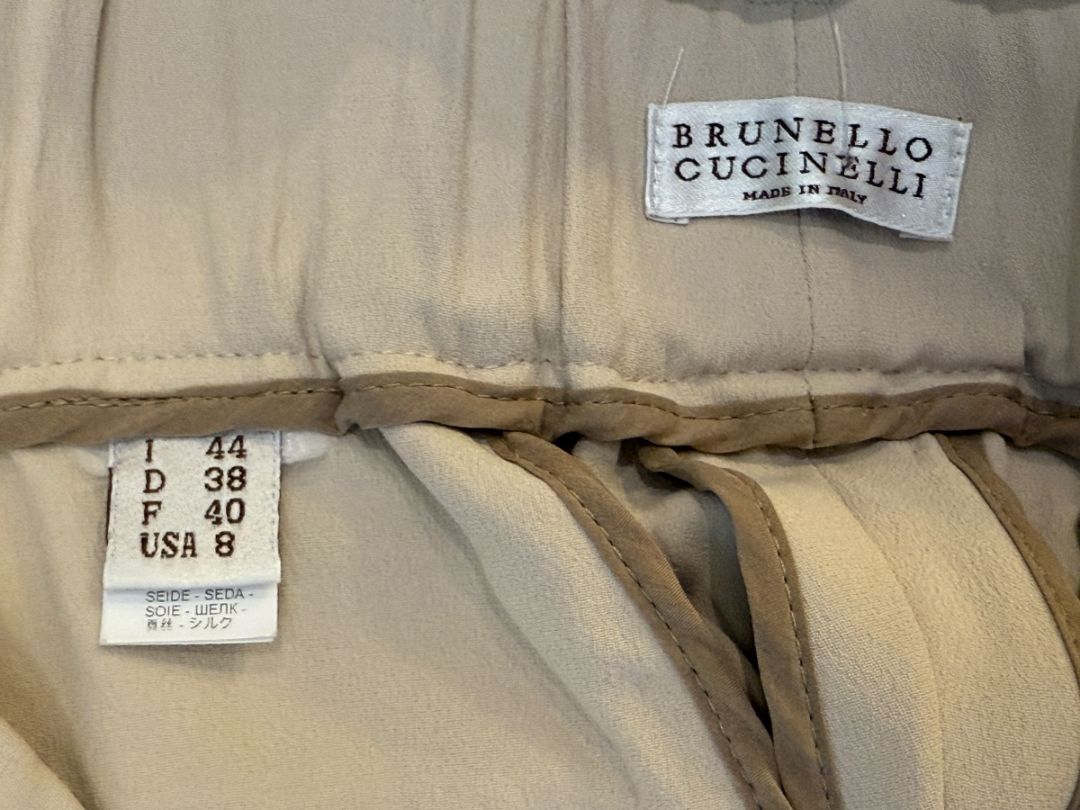 BRUNELLO
CUCINELLI
MADE IN ITALY
I 44
D 38
F 40
USA 8
SEIDE - SEDA -
SOIE - ШЕЛК -
真丝 - シルク